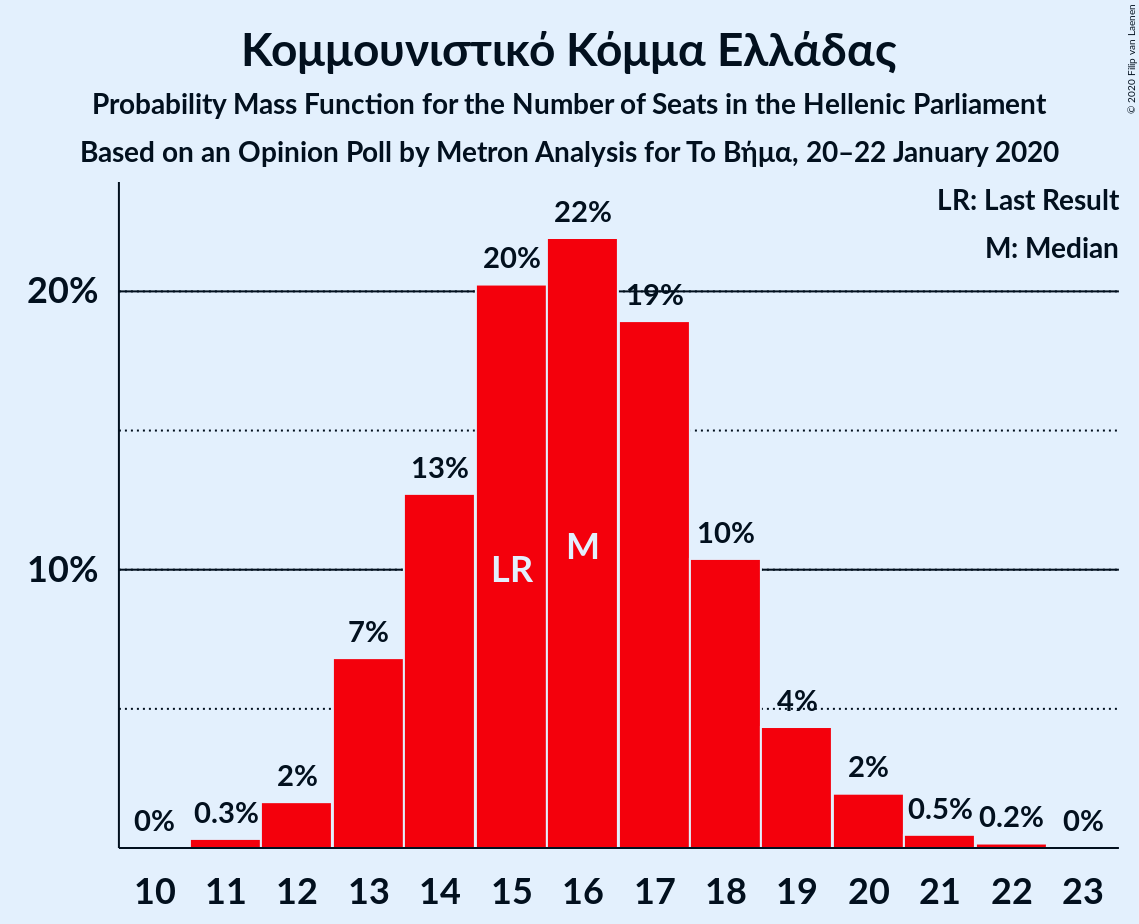 Κομμουνιστικό Κόμμα Ελλάδας
Probability Mass Function for the Number of Seats in the Hellenic Parliament
Based on an Opinion Poll by Metron Analysis for Το Βήμα, 20–22 January 2020
© 2020 Filip van Laenen
LR: Last Result
M: Median
22%
20%
19%
20%
13%
10%
M
LR
10%
7%
4%
2%
2%
0.5%
0.3%
0.2%
0%
0%
10 11 12 13 14 15 16 17 18 19 20 21 22 23